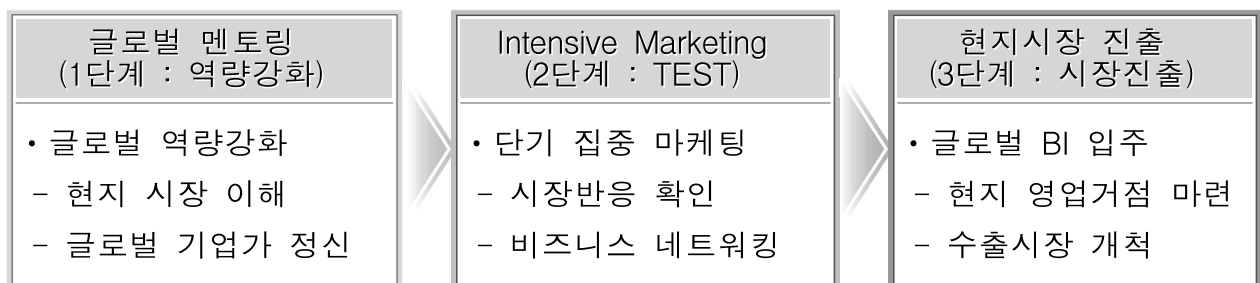 글로벌 멘토링
(1단계 : 역량강화)
• 글로벌 역량강화
- 현지 시장 이해
- 글로벌 기업가 정신
Intensive Marketing
(2단계 : TEST)
• 단기 집중 마케팅
- 시장반응 확인
- 비즈니스 네트워킹
현지시장 진출
(3단계 : 시장진출)
• 글로벌 BI 입주
- 현지 영업거점 마련
- 수출시장 개척